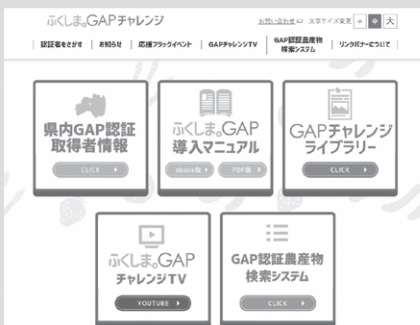 ふくしま。GAPチャレンジ
お問い合わせ 文字サイズ変更 小 中 大
認証者をさがす お知らせ 応援フラッグイベント GAPチャレンジTV GAP認証農産物 検索システム リンクバナーについて
県内GAP認証
取得者情報
CLICK
ふくしま。GAP
導入マニュアル
ebook版 PDF版
GAPチャレンジ
ライブラリー
CLICK
ふくしま。GAP
チャレンジTV
YOUTUBE
GAP認証農産物
検索システム
CLICK